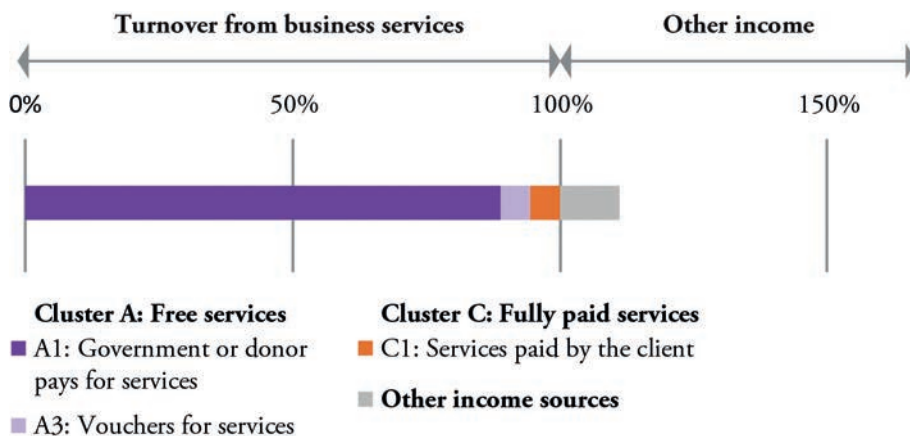 Turnover from business services
Other income
0%
50%
100%
150%
Cluster A: Free services
A1: Government or donor
pays for services
A3: Vouchers for services
Cluster C: Fully paid services
C1: Services paid by the client
Other income sources